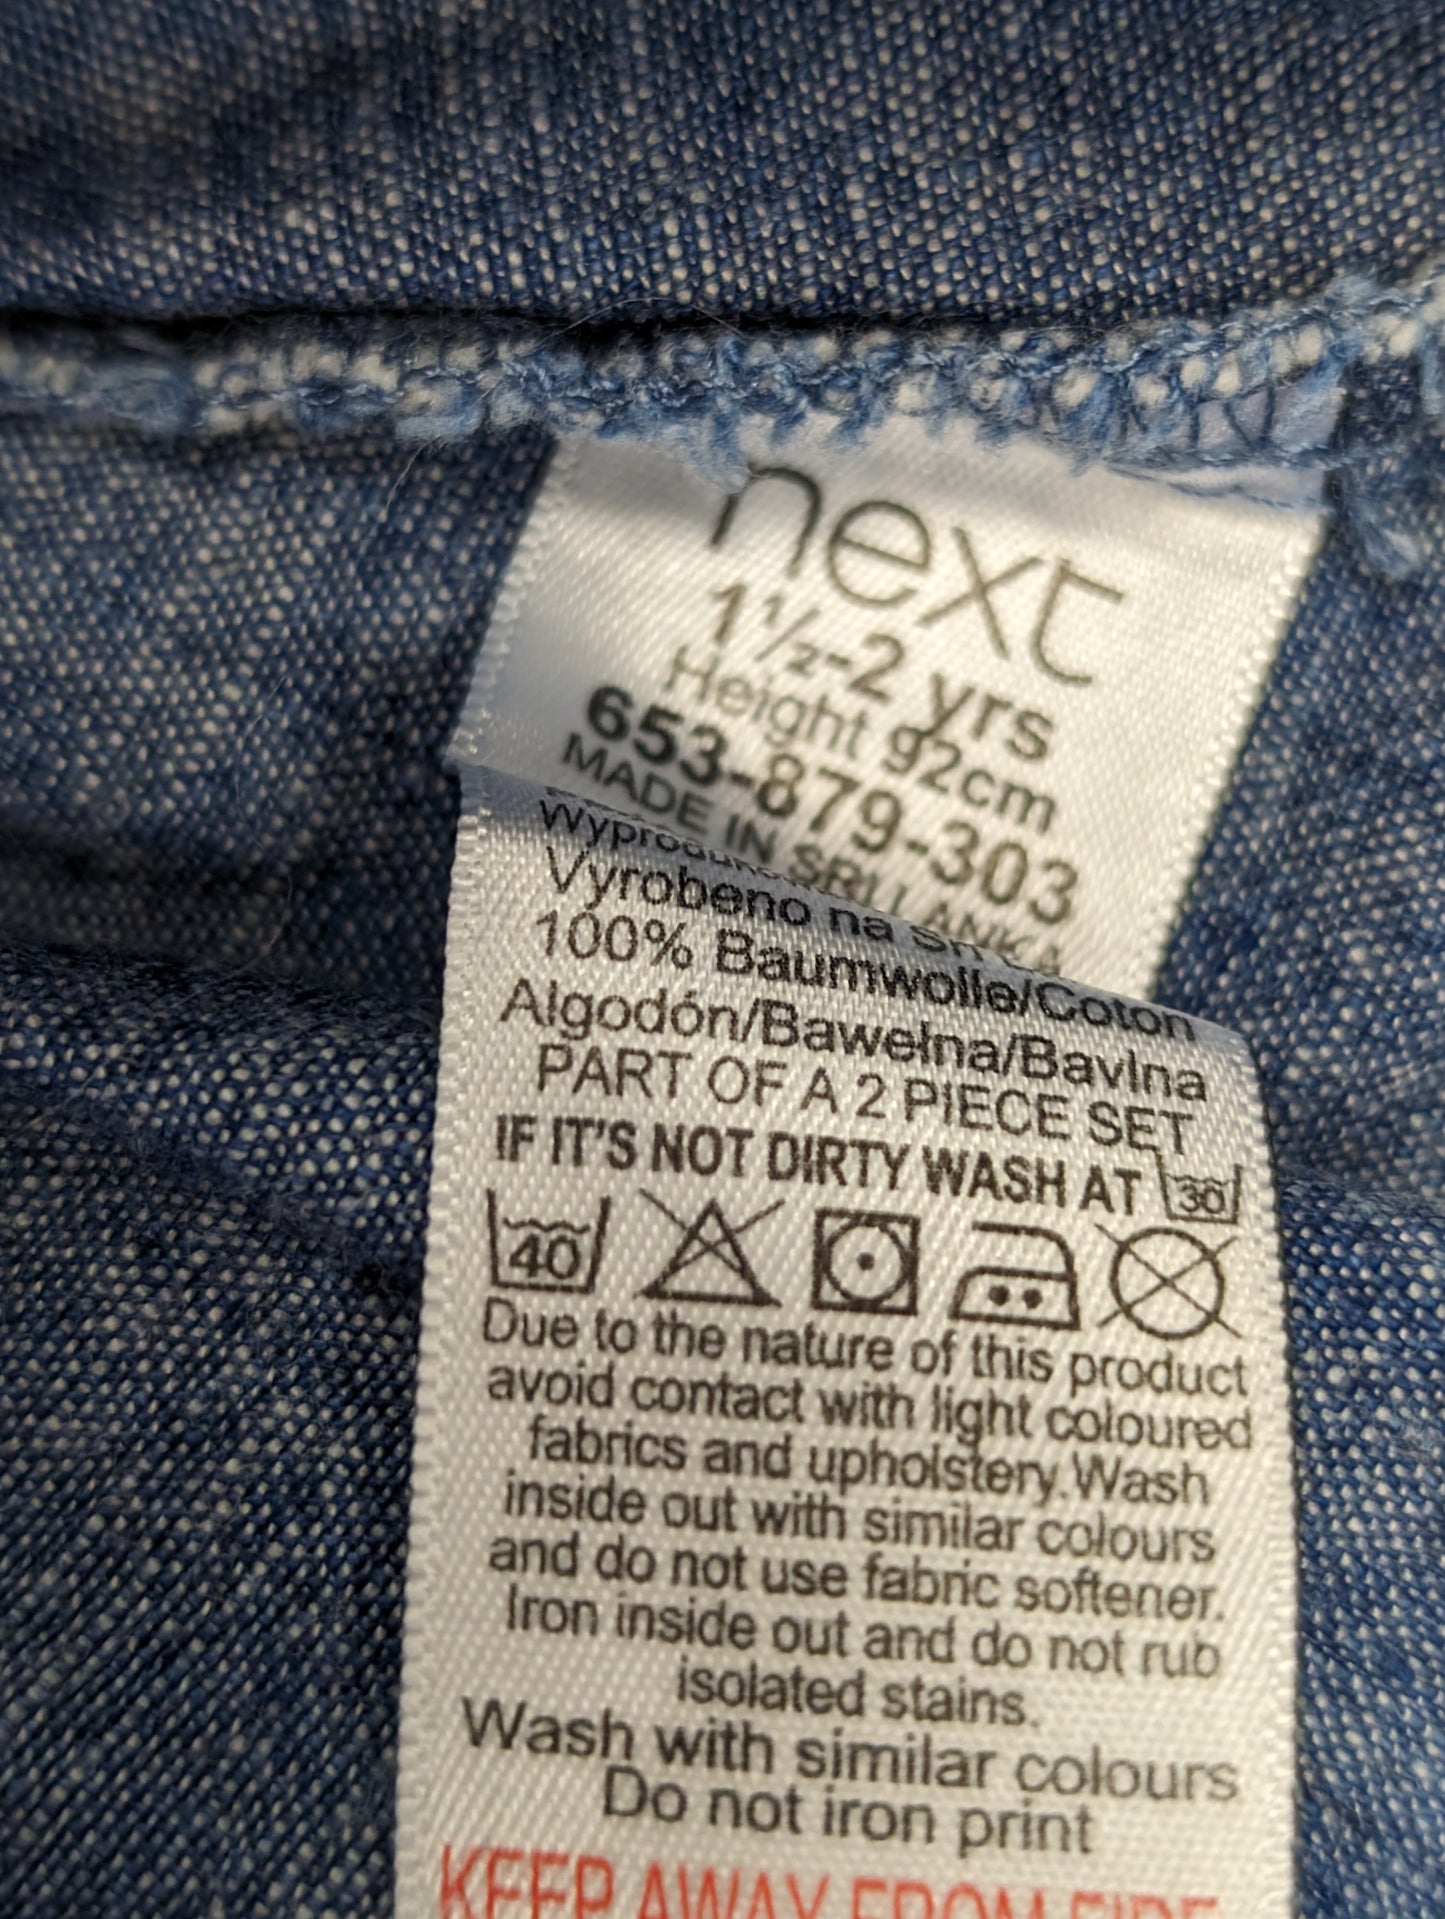 next
1½-2 yrs
Height 92cm
653-879-303
MADE IN SRI LANKA
Vyrobeno na Sri
100% Baumwolle/Coton
Algodón/Bawełna/Bavlna
PART OF A 2 PIECE SET
IF IT'S NOT DIRTY WASH AT 30
40
Due to the nature of this product
avoid contact with light coloured
fabrics and upholstery.Wash
inside out with similar colours
and do not use fabric softener.
Iron inside out and do not rub
isolated stains.
Wash with similar colours
Do not iron print
KEEP AWAY FROM FIRE